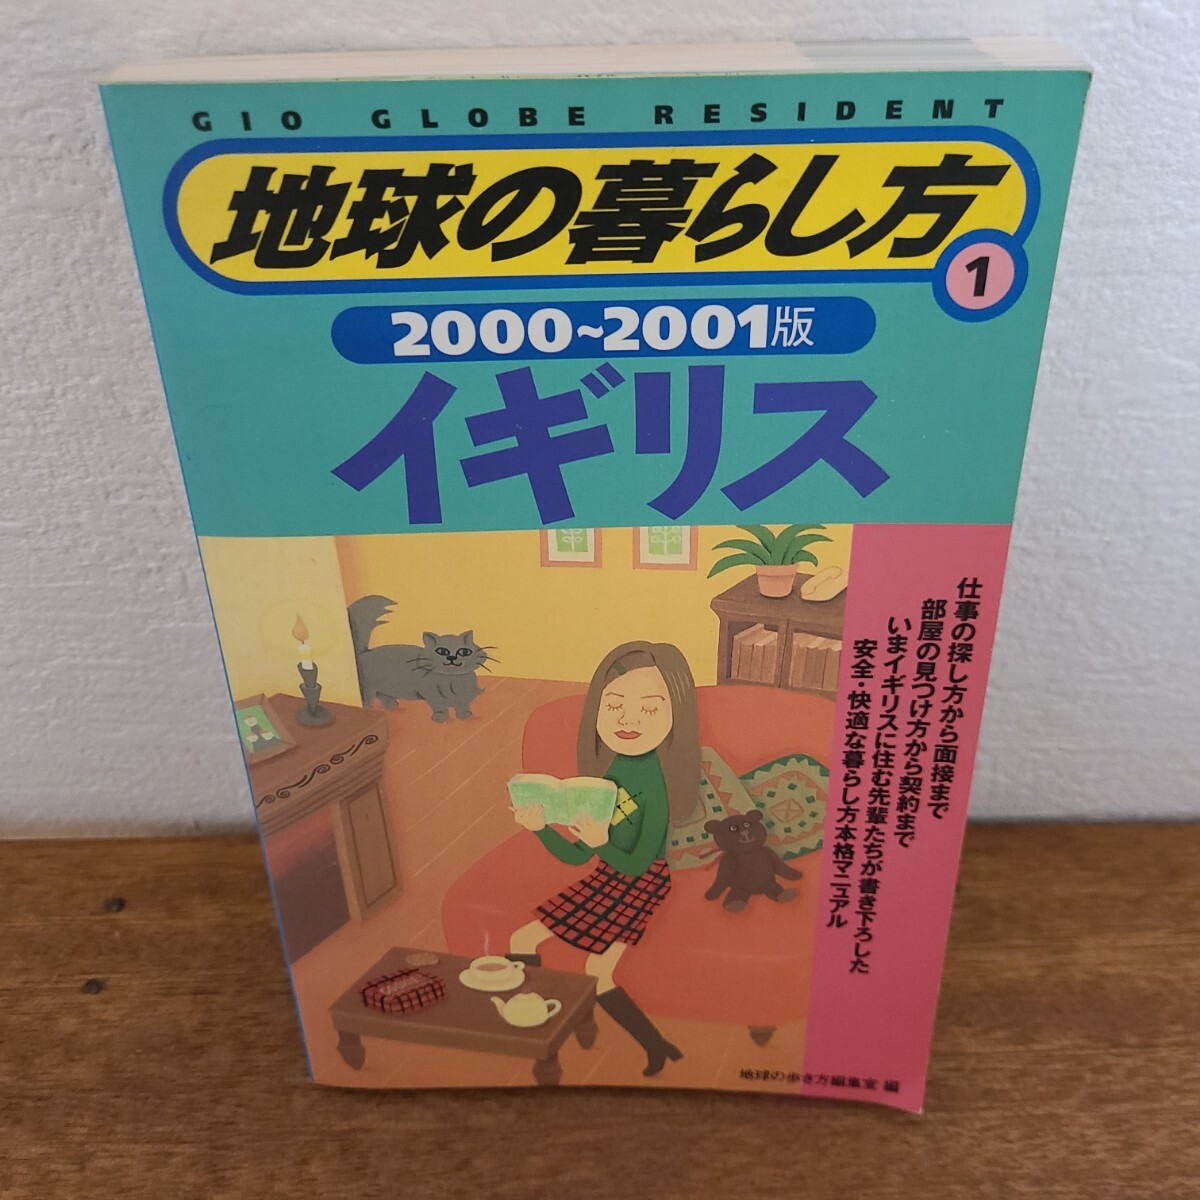 GIO GLOBE RESIDENT
地球の暮らし方
1
2000~2001版
イギリス
仕事の探し方から面接まで
部屋の見つけ方から契約まで
いまイギリスに住む先輩たちが書き下ろした
安全・快適な暮らし方本格マニュアル
地球の歩き方編集室 編